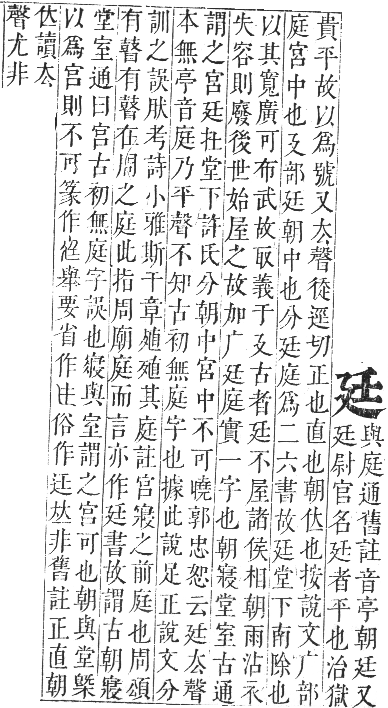 廷
與庭通舊註音亭朝廷又
廷尉官名廷者平也治獄
貴平故以爲號又厺聲徒逕切正也直也朝也按說文广部
庭宮中也廴部廷朝中也分廷庭爲二六書故廷堂下南除也
以其寬廣可布武故取義于廴古者廷不屋諸侯相朝雨沾衣
失容則廢後世始屋之故加广廷庭實一字也朝寢堂室古通
謂之宮廷在堂下許氏分朝中宮中不可曉郭忠恕云廷厺聲
本無亭音庭乃平聲不知古初無庭字也據此說足正說文分
訓之誤肰考詩小雅斯干章殖殖其庭註宮寢之前庭也周頌
有瞽有瞽在周之庭此指周廟庭而言亦作廷書故謂古朝寢
堂室通曰宮古初無庭字誤也寢與室謂之宮可也朝與堂槩
以爲宮則不可篆作擧要省作俗作非舊註正直朝
讀厺
聲尤非